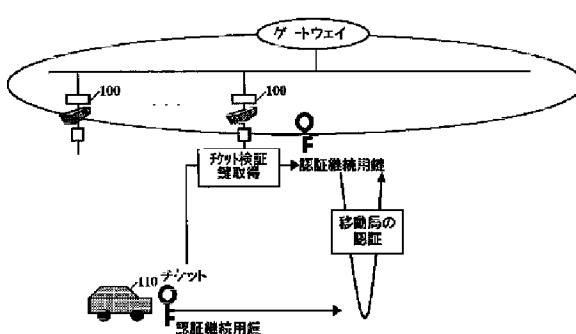 ゲートウェイ
100
100
チケット検証
鍵取得
認証継続用鍵
移動局の
認証
110
チケット
認証継続用鍵